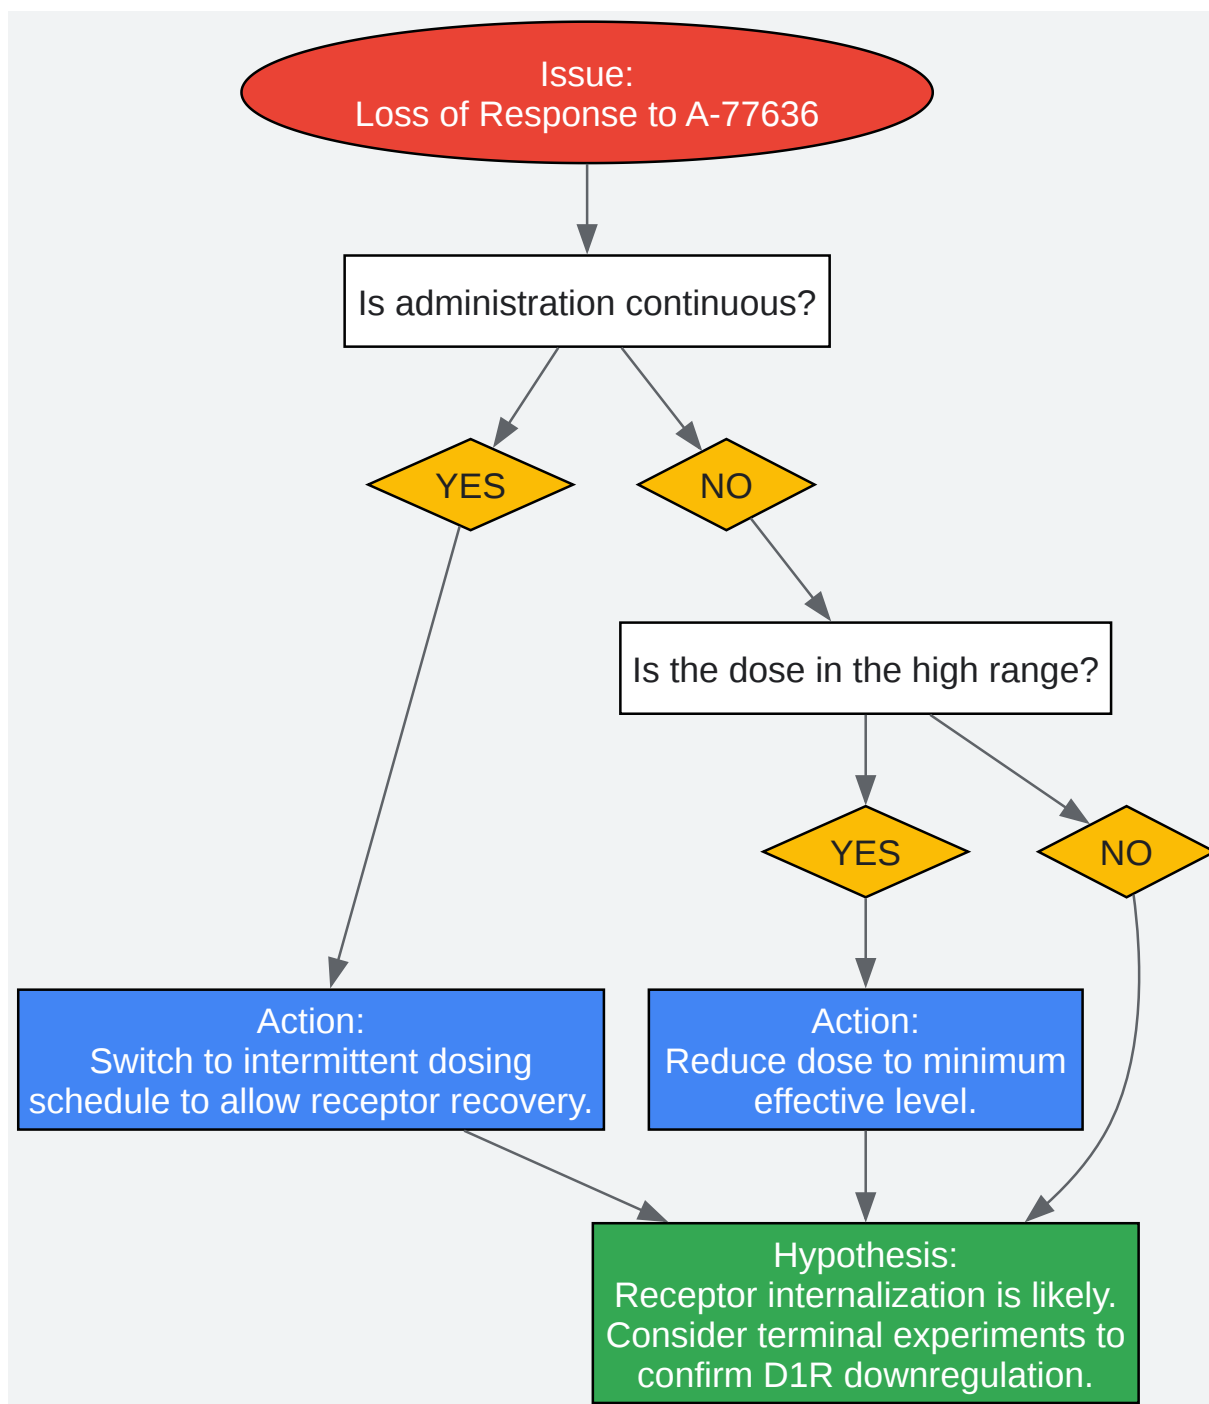 Issue:
Loss of Response to A-77636
Is administration continuous?
YES
NO
Is the dose in the high range?
YES
NO
Action:
Switch to intermittent dosing
schedule to allow receptor recovery.
Action:
Reduce dose to minimum
effective level.
Hypothesis:
Receptor internalization is likely.
Consider terminal experiments to
confirm D1R downregulation.